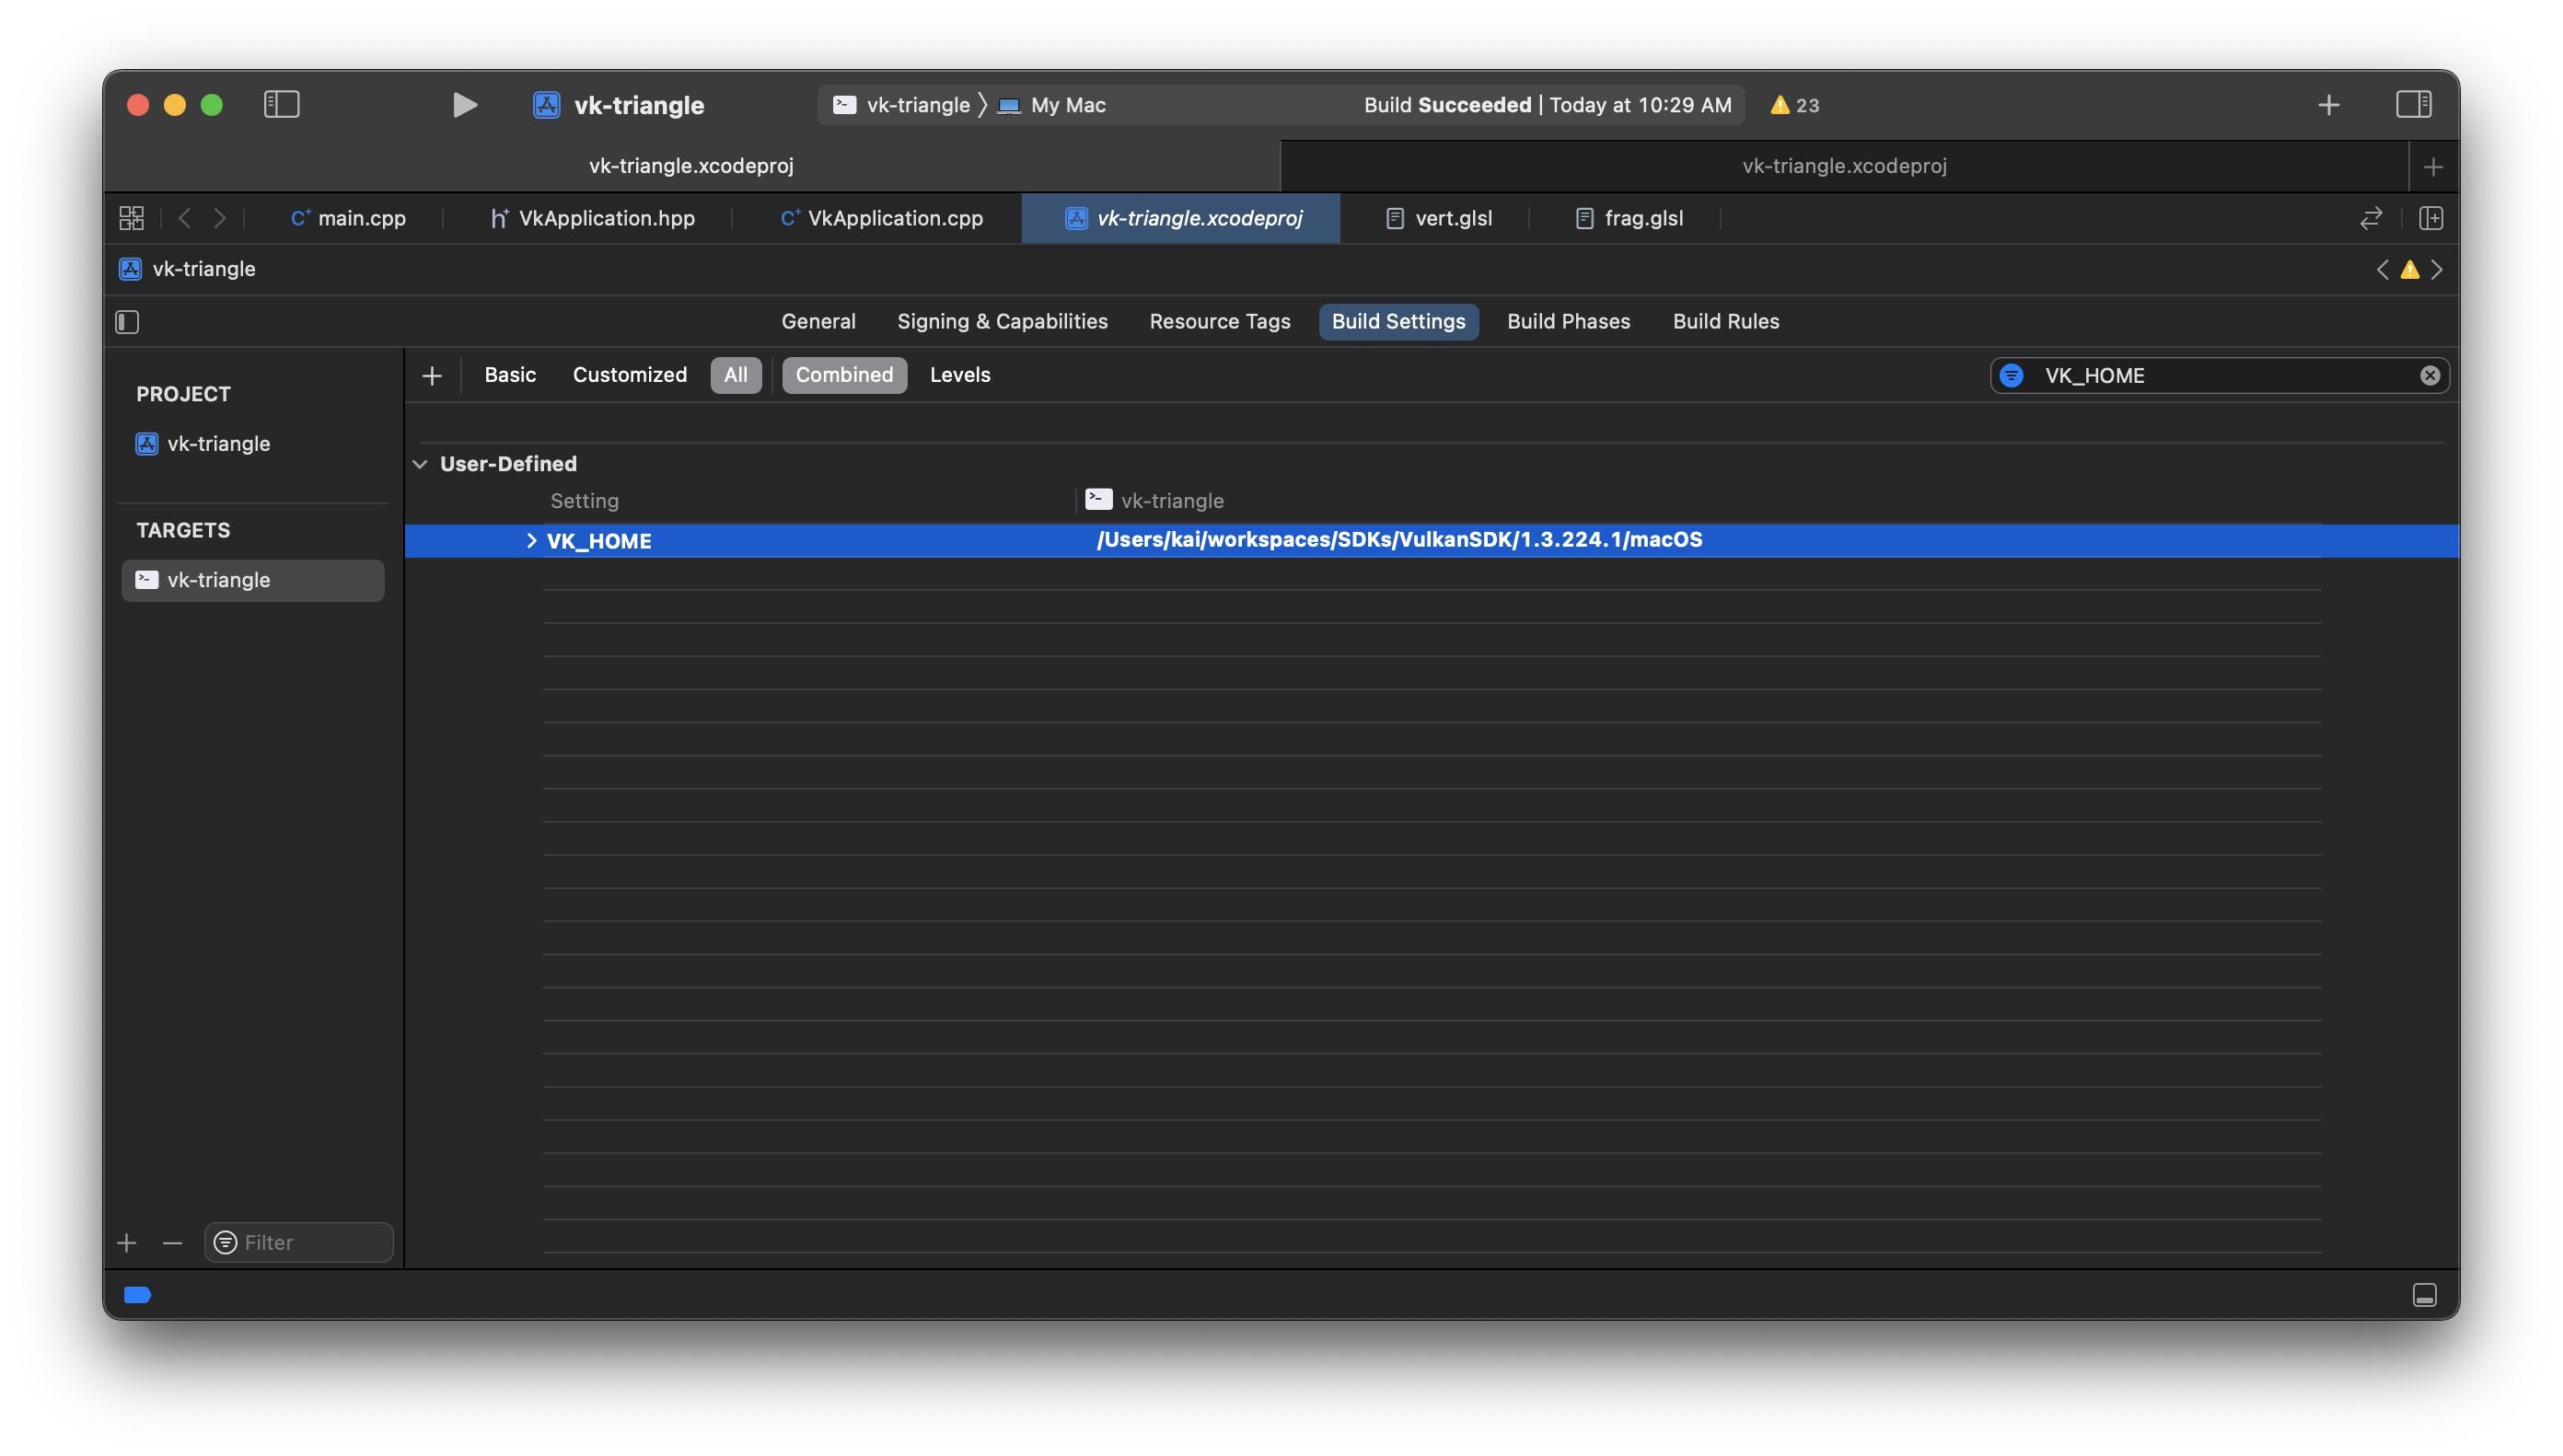 vk-triangle
vk-triangle
My Mac
Build Succeeded | Today at 10:29 AM
23
vk-triangle.xcodeproj
vk-triangle.xcodeproj
main.cpp
VkApplication.hpp
VkApplication.cpp
vk-triangle.xcodeproj
vert.glsl
frag.glsl
vk-triangle
General
Signing & Capabilities
Resource Tags
Build Settings
Build Phases
Build Rules
PROJECT
vk-triangle
TARGETS
vk-triangle
Basic
Customized
All
Combined
Levels
VK_HOME
User-Defined
Setting
vk-triangle
VK_HOME
/Users/kai/workspaces/SDKs/VulkanSDK/1.3.224.1/macOS
Filter